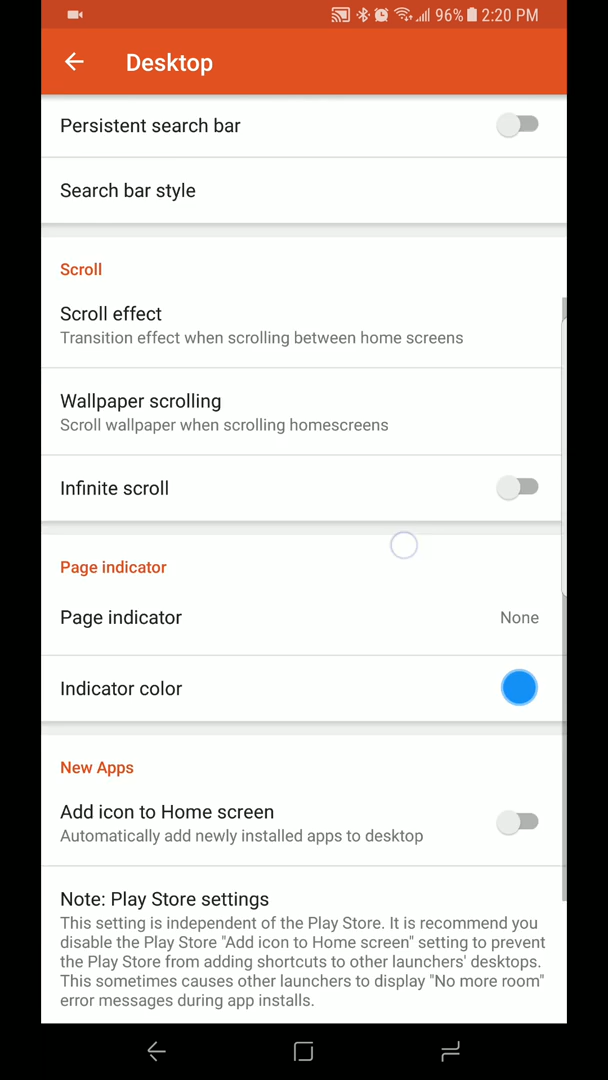 96% 2:20 PM
Desktop
Persistent search bar
Search bar style
Scroll
Scroll effect
Transition effect when scrolling between home screens
Wallpaper scrolling
Scroll wallpaper when scrolling homescreens
Infinite scroll
Page indicator
Page indicator None
Indicator color
New Apps
Add icon to Home screen
Automatically add newly installed apps to desktop
Note: Play Store settings
This setting is independent of the Play Store. It is recommend you
disable the Play Store "Add icon to Home screen" setting to prevent
the Play Store from adding shortcuts to other launchers' desktops.
This sometimes causes other launchers to display "No more room"
error messages during app installs.